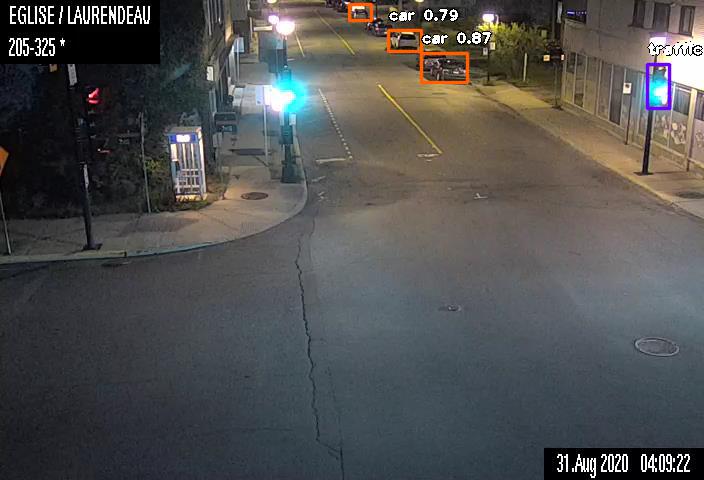 EGLISE / LAURENDEAU
205-325 *
car 0.79
car 0.87
traffic
31.Aug 2020 04:09:22